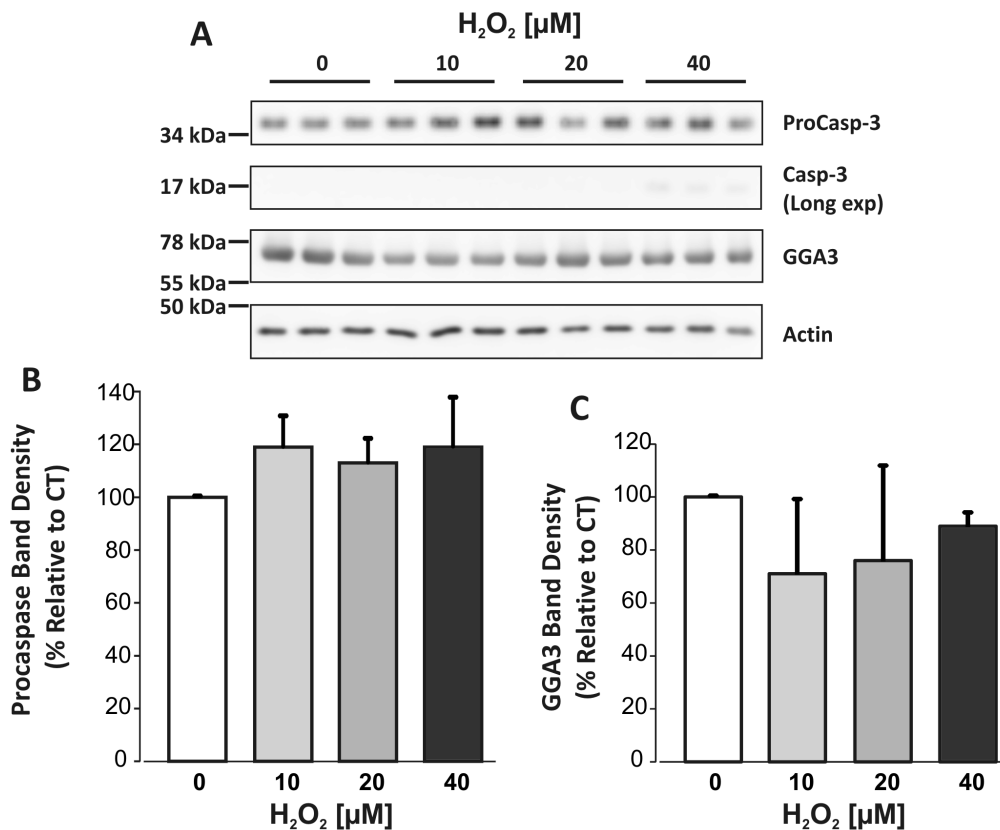 A
H₂O₂ [µM]
0 10 20 40
34 kDa
ProCasp-3
17 kDa
Casp-3
(Long exp)
78 kDa
GGA3
55 kDa
50 kDa
Actin
B
Procaspase Band Density
(% Relative to CT)
140
120
100
80
60
40
20
0
0 10 20 40
H₂O₂ [µM]
C
GGA3 Band Density
(% Relative to CT)
120
100
80
60
40
20
0
0 10 20 40
H₂O₂ [µM]